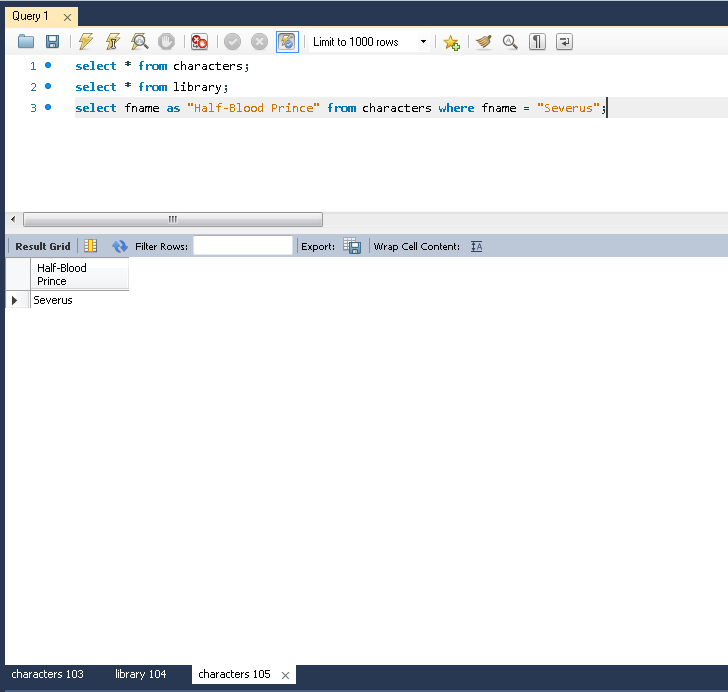 Query 1
Limit to 1000 rows
1 select * from characters;
2 select * from library;
3 select fname as "Half-Blood Prince" from characters where fname = "Severus";
Result Grid Filter Rows: Export: Wrap Cell Content:
Half-Blood
Prince
Severus
characters 103 library 104 characters 105